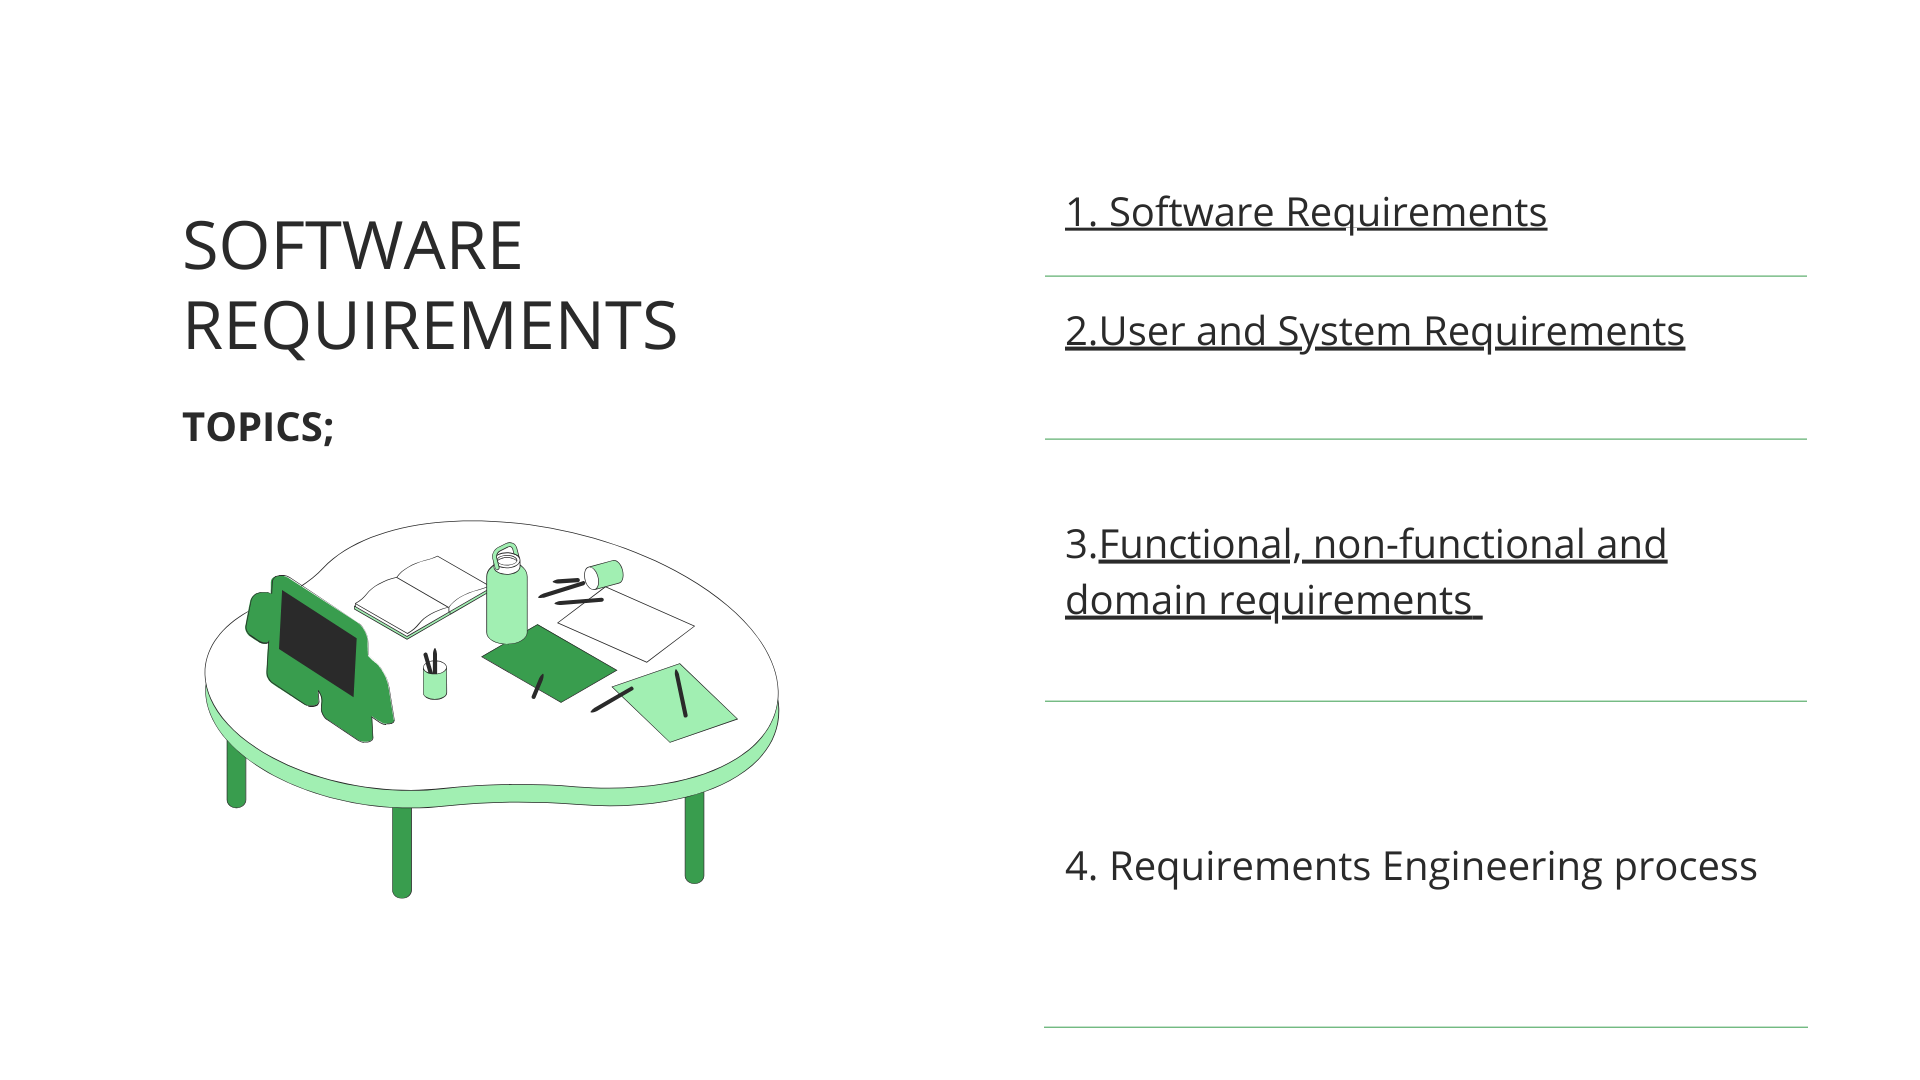 SOFTWARE
REQUIREMENTS
TOPICS;
1. Software Requirements
2.User and System Requirements
3.Functional, non-functional and
domain requirements
4. Requirements Engineering process